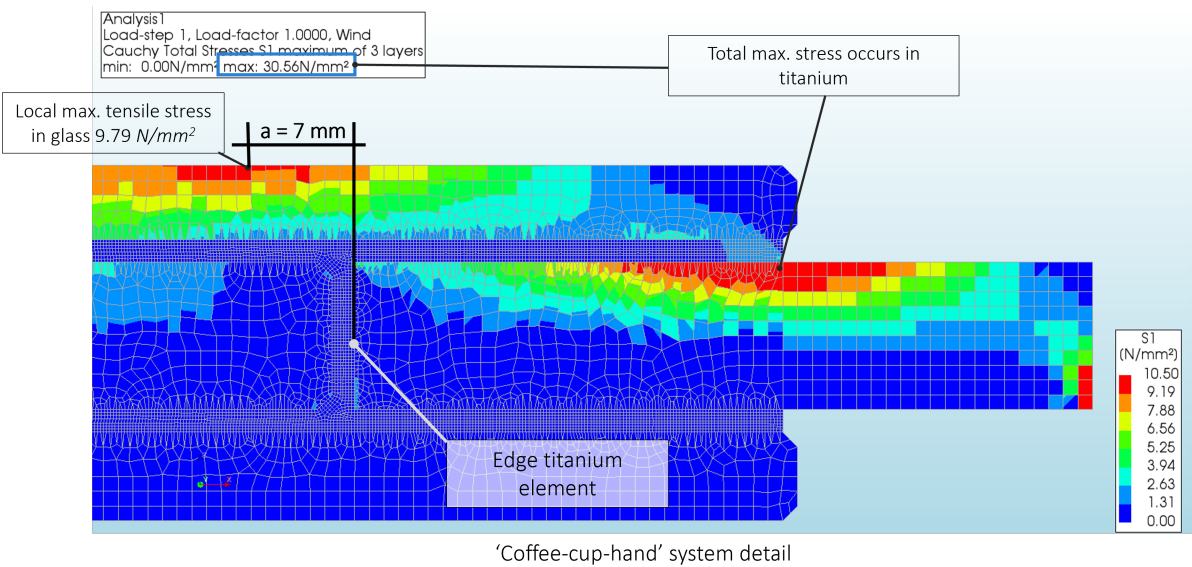 Analysis1
Load-step 1, Load-factor 1.0000, Wind
Cauchy Total Stresses S1 maximum of 3 layers
min: 0.00N/mm² max: 30.56N/mm²
Total max. stress occurs in
titanium
Local max. tensile stress
in glass 9.79 N/mm²
a = 7 mm
S1
(N/mm²)
10.50
9.19
7.88
6.56
5.25
3.94
2.63
1.31
0.00
Edge titanium
element
Y X
‘Coffee-cup-hand’ system detail